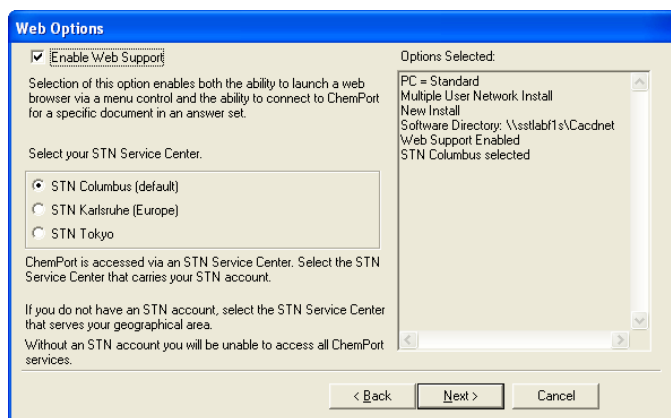 Web Options
Enable Web Support
Selection of this option enables both the ability to launch a web
browser via a menu control and the ability to connect to ChemPort
for a specific document in an answer set.
Select your STN Service Center.
STN Columbus (default)
STN Karlsruhe (Europe)
STN Tokyo
ChemPort is accessed via an STN Service Center. Select the STN
Service Center that carries your STN account.
If you do not have an STN account, select the STN Service Center
that serves your geographical area.
Without an STN account you will be unable to access all ChemPort
services.
Options Selected:
PC = Standard
Multiple User Network Install
New Install
Software Directory: \\sstlabf1s\Cacdnet
Web Support Enabled
STN Columbus selected
< Back
Next >
Cancel